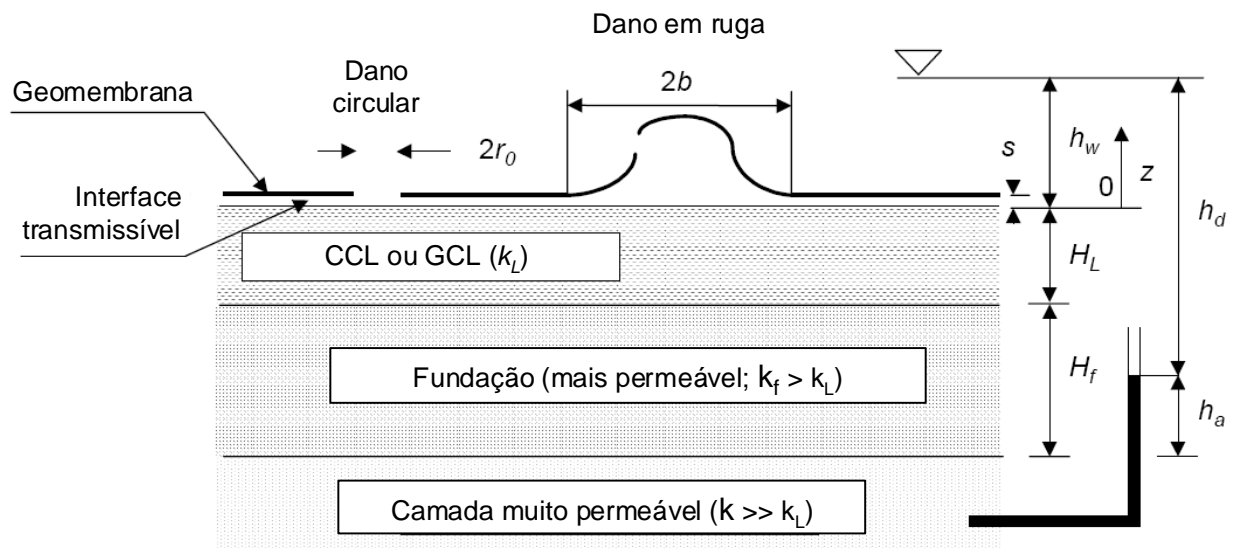 Dano em ruga
Dano
circular
Geomembrana
2b
2r0
s
hw
z
0
hd
Interface
transmissível
CCL ou GCL (kL)
HL
Fundação (mais permeável; kf > kL)
Hf
ha
Camada muito permeável (k >> kL)